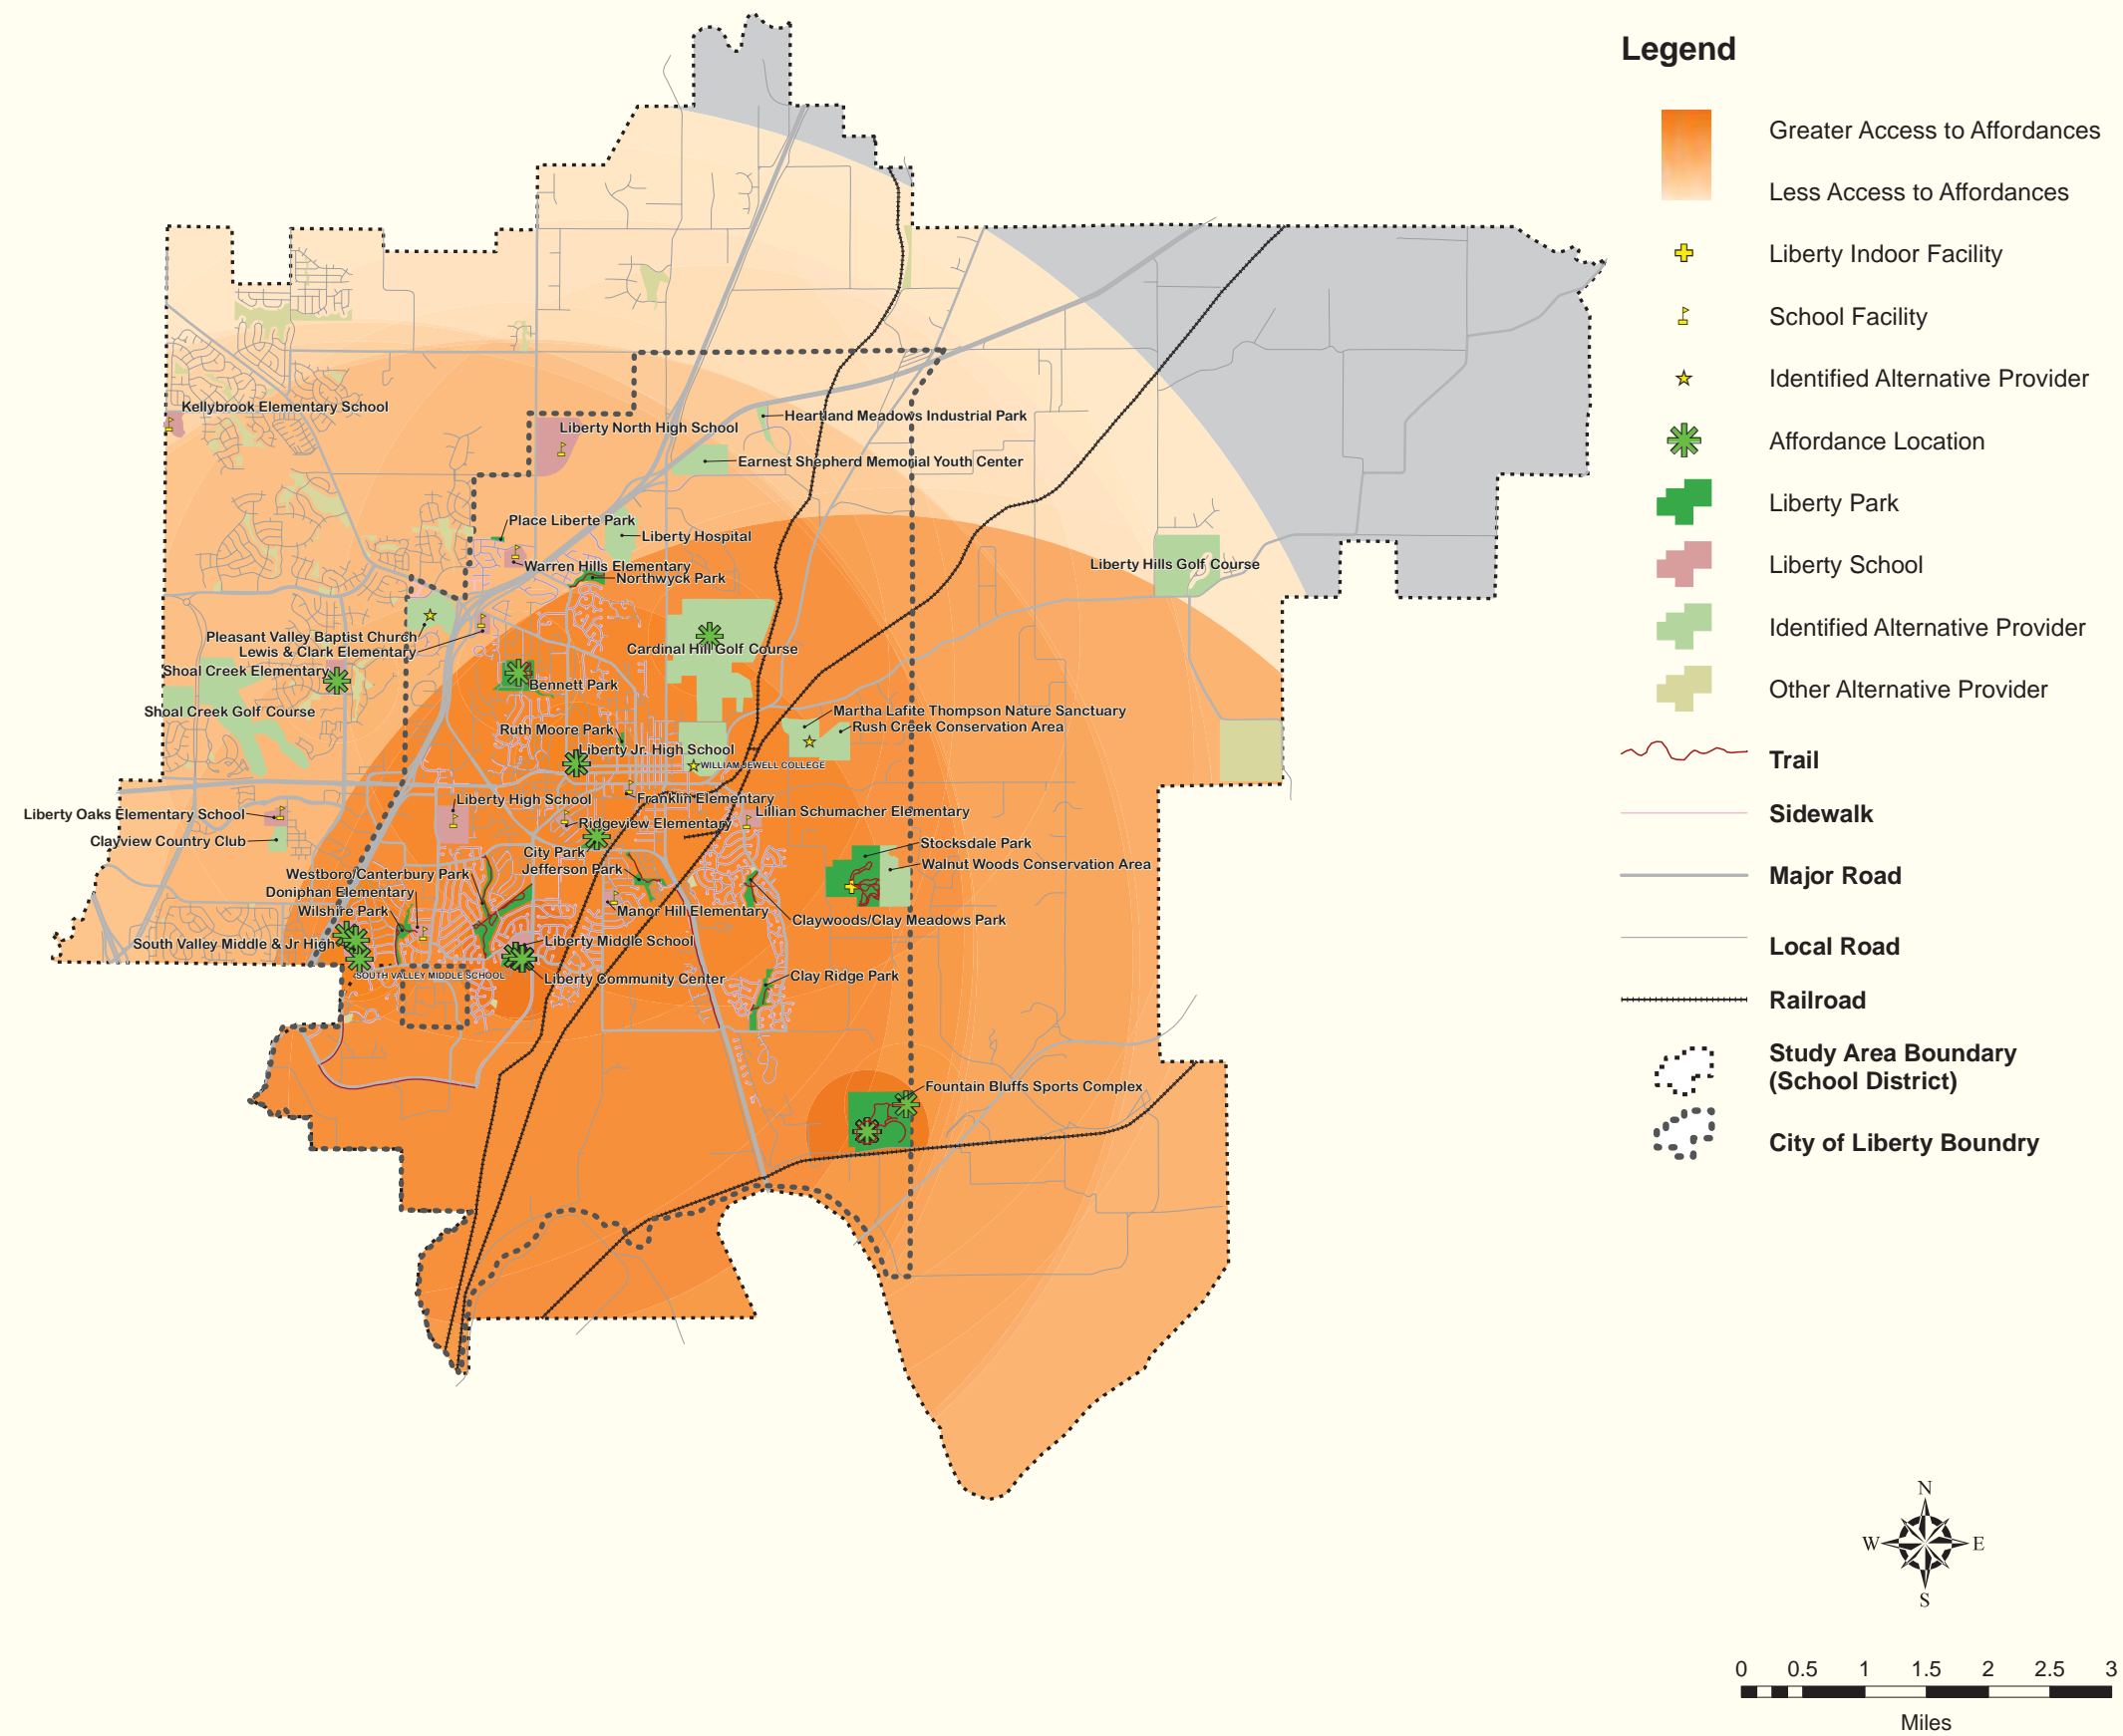 Legend
Greater Access to Affordances
Less Access to Affordances
Liberty Indoor Facility
School Facility
Identified Alternative Provider
Affordance Location
Liberty Park
Liberty School
Identified Alternative Provider
Other Alternative Provider
Trail
Sidewalk
Major Road
Local Road
Railroad
Study Area Boundary
(School District)
City of Liberty Boundry
Kellybrook Elementary School
Heartland Meadows Industrial Park
Liberty North High School
Earnest Shepherd Memorial Youth Center
Place Liberte Park
Liberty Hospital
Warren Hills Elementary
Northwyck Park
Liberty Hills Golf Course
Pleasant Valley Baptist Church
Lewis & Clark Elementary
Cardinal Hill Golf Course
Shoal Creek Elementary
Bennett Park
Shoal Creek Golf Course
Martha Lafite Thompson Nature Sanctuary
Rush Creek Conservation Area
Ruth Moore Park
Liberty Jr. High School
WILLIAM JEWELL COLLEGE
Liberty High School
Franklin Elementary
Liberty Oaks Elementary School
Lillian Schumacher Elementary
Ridgeview Elementary
Clayview Country Club
Stocksdale Park
City Park
Walnut Woods Conservation Area
Jefferson Park
Westboro/Canterbury Park
Doniphan Elementary
Wilshire Park
Manor Hill Elementary
Claywoods/Clay Meadows Park
South Valley Middle & Jr High
Liberty Middle School
SOUTH VALLEY MIDDLE SCHOOL
Liberty Community Center
Clay Ridge Park
Fountain Bluffs Sports Complex
N
W E
S
0 0.5 1 1.5 2 2.5 3
Miles